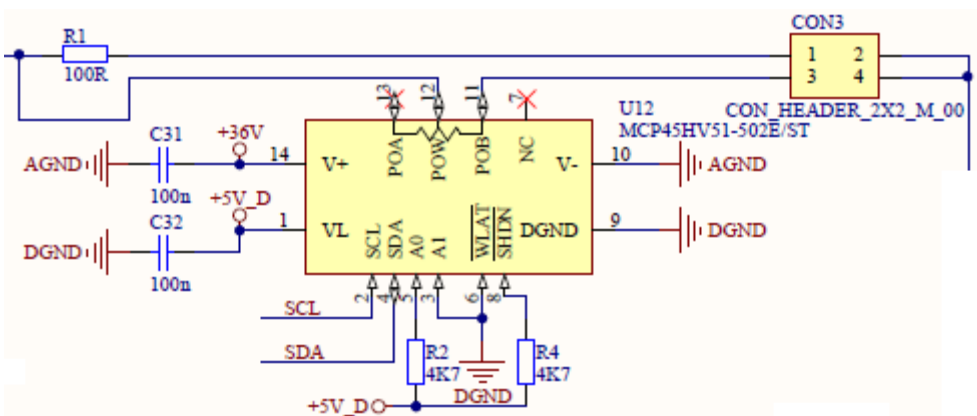 CON3
R1
100R
1 2
3 4
CON_HEADER_2X2_M_00
13
12
11
7
U12
MCP45HV51-502E/ST
C31
+36V
14
V+
POA
POW
POB
NC
V-
10
AGND
AGND
100n
+5V_D
C32
1
VL
SCL
SDA
A0
A1
WLAT
SHDN
DGND
9
DGND
DGND
100n
2
4
5
3
6
8
SCL
SDA
R2
4K7
R4
4K7
DGND
+5V_D